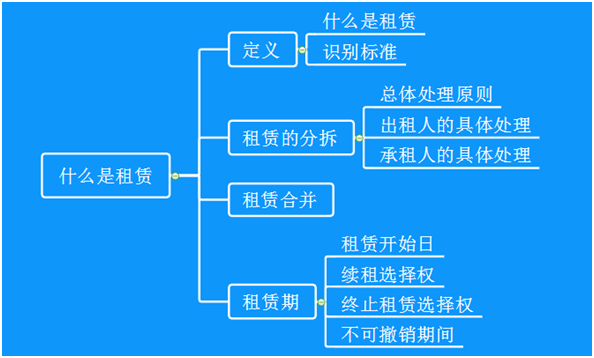 什么是租赁
定义
什么是租赁
识别标准
租赁的分拆
总体处理原则
出租人的具体处理
承租人的具体处理
租赁合并
租赁期
租赁开始日
续租选择权
终止租赁选择权
不可撤销期间